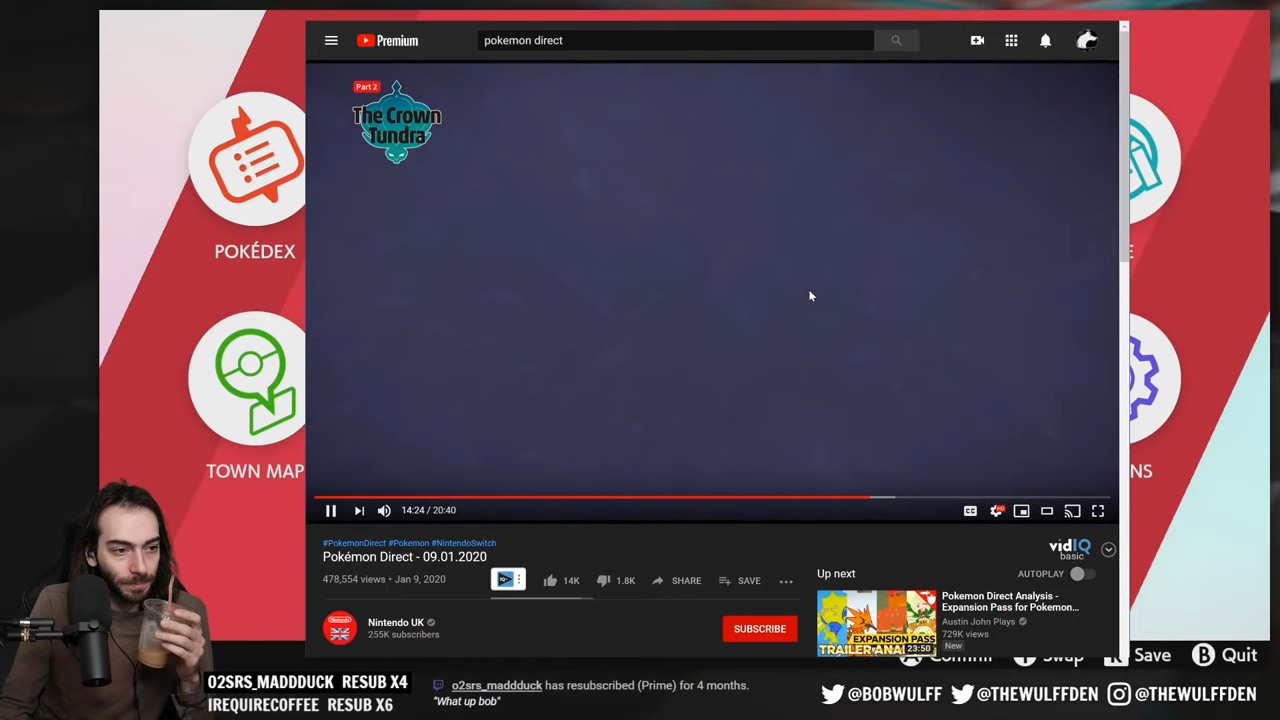 Premium
pokemon direct
Part 2
The Crown
Tundra
POKÉDEX
TOWN MAP
14:24 / 20:40
#PokemonDirect #Pokemon #NintendoSwitch
Pokémon Direct - 09.01.2020
478,554 views • Jan 9, 2020
14K
1.8K
SHARE
SAVE
vidIQ
basic
Up next
AUTOPLAY
Nintendo UK
255K subscribers
SUBSCRIBE
EXPANSION PASS
TRAILER ANA
23:50
Pokemon Direct Analysis -
Expansion Pass for Pokemon...
Austin John Plays
729K views
New
Save
B Quit
O2SRS_MADDDUCK RESUB X4
IREQUIRECOFFEE RESUB X6
o2srs_maddduck has resubscribed (Prime) for 4 months.
"What up bob"
@BOBWULFF
@THEWULFFDEN
@THEWULFFDEN